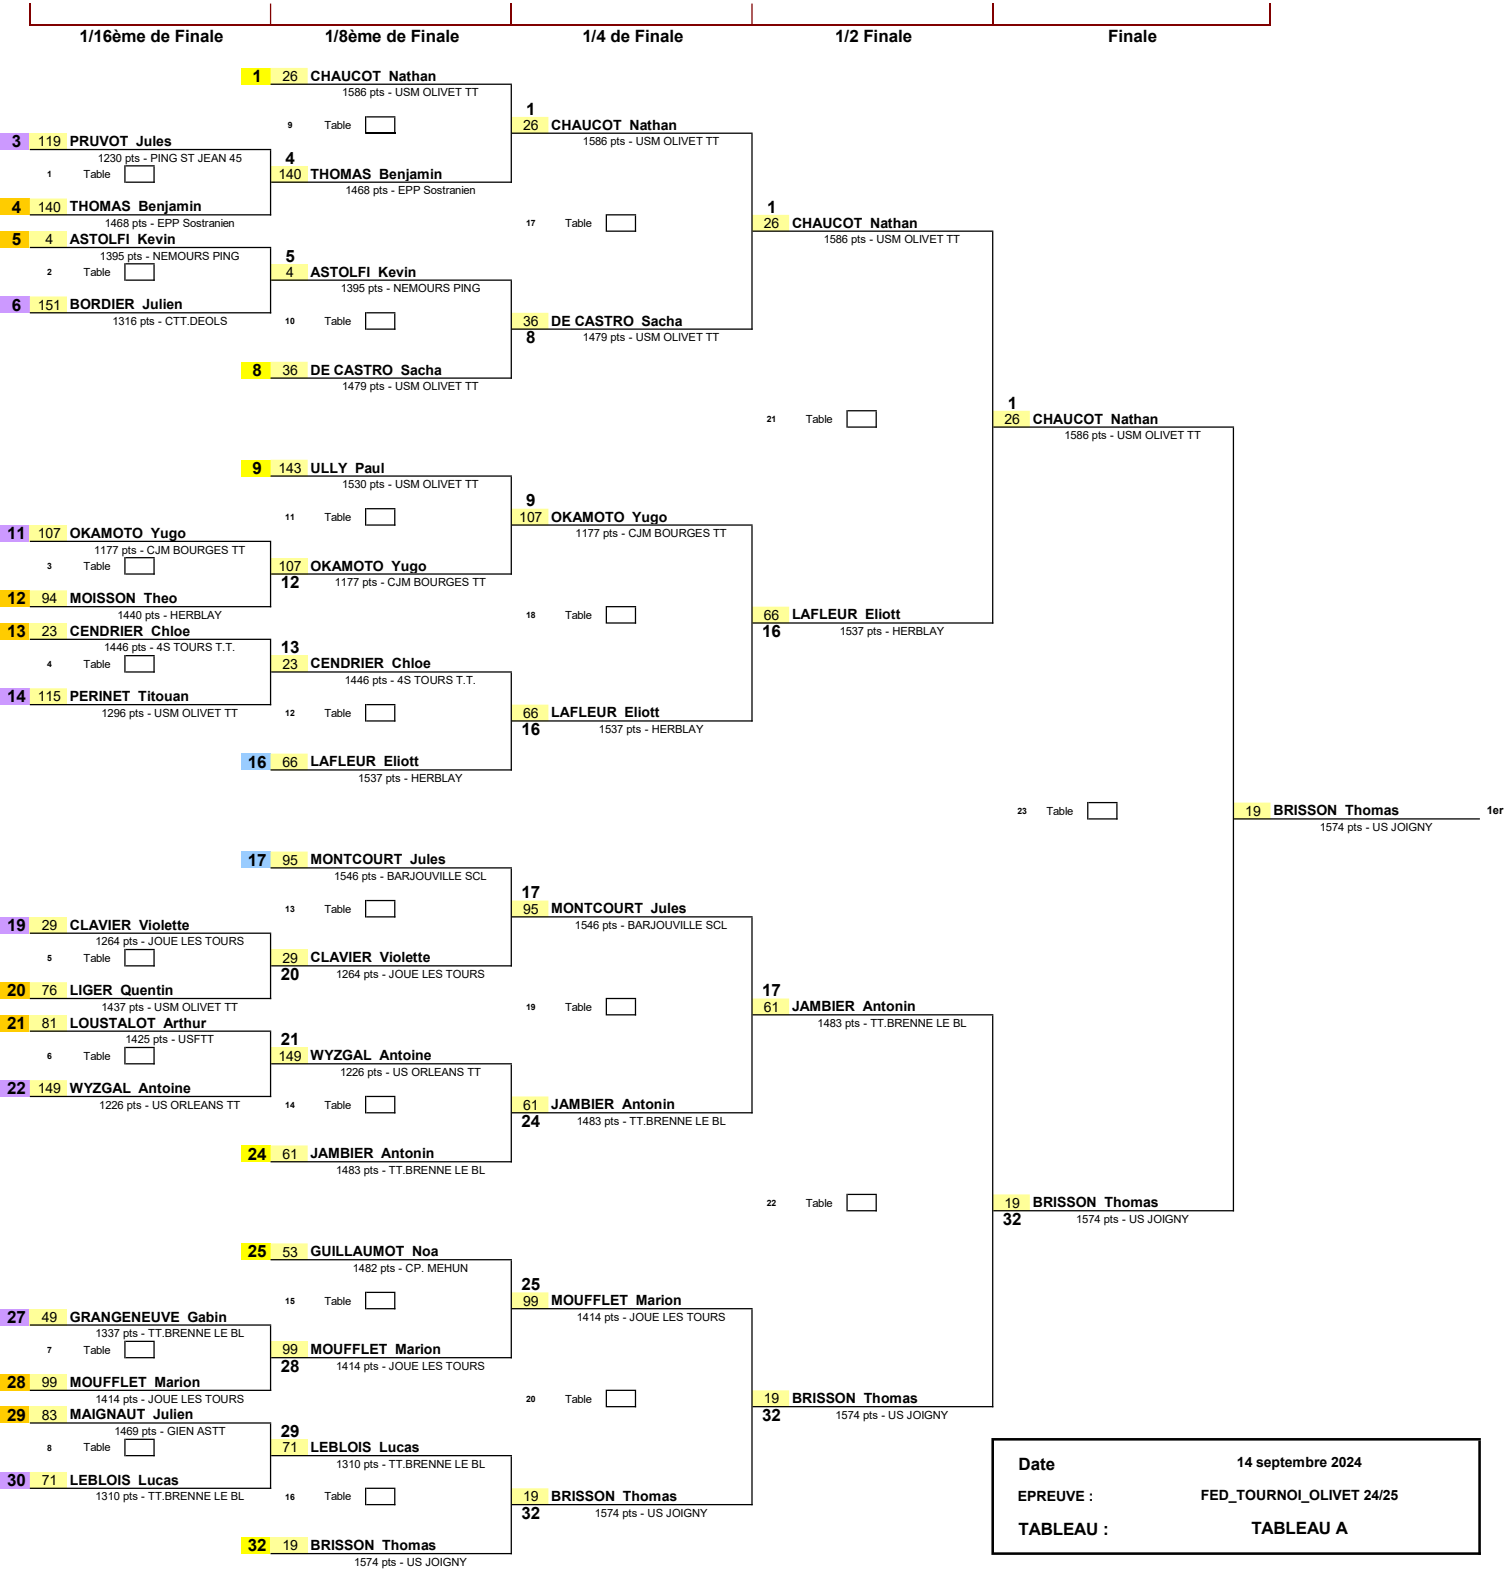 1/16ème de Finale 1/8ème de Finale 1/4 de Finale 1/2 Finale Finale
1 26 CHAUCOT Nathan
1586 pts - USM OLIVET TT
9 Table
1
26 CHAUCOT Nathan
1586 pts - USM OLIVET TT
3 119 PRUVOT Jules
1230 pts - PING ST JEAN 45
1 Table
4
140 THOMAS Benjamin
1468 pts - EPP Sostranien
4 140 THOMAS Benjamin
1468 pts - EPP Sostranien
17 Table
1
26 CHAUCOT Nathan
1586 pts - USM OLIVET TT
5 4 ASTOLFI Kevin
1395 pts - NEMOURS PING
2 Table
5
4 ASTOLFI Kevin
1395 pts - NEMOURS PING
6 151 BORDIER Julien
1316 pts - CTT.DEOLS
10 Table
36 DE CASTRO Sacha
8 1479 pts - USM OLIVET TT
8 36 DE CASTRO Sacha
1479 pts - USM OLIVET TT
21 Table
1
26 CHAUCOT Nathan
1586 pts - USM OLIVET TT
9 143 ULLY Paul
1530 pts - USM OLIVET TT
11 Table
9
107 OKAMOTO Yugo
1177 pts - CJM BOURGES TT
11 107 OKAMOTO Yugo
1177 pts - CJM BOURGES TT
3 Table
107 OKAMOTO Yugo
12 1177 pts - CJM BOURGES TT
12 94 MOISSON Theo
1440 pts - HERBLAY
18 Table
66 LAFLEUR Eliott
16 1537 pts - HERBLAY
13 23 CENDRIER Chloe
1446 pts - 4S TOURS T.T.
4 Table
13
23 CENDRIER Chloe
1446 pts - 4S TOURS T.T.
14 115 PERINET Titouan
1296 pts - USM OLIVET TT
12 Table
66 LAFLEUR Eliott
16 1537 pts - HERBLAY
16 66 LAFLEUR Eliott
1537 pts - HERBLAY
23 Table
19 BRISSON Thomas 1er
1574 pts - US JOIGNY
17 95 MONTCOURT Jules
1546 pts - BARJOUVILLE SCL
13 Table
17
95 MONTCOURT Jules
1546 pts - BARJOUVILLE SCL
19 29 CLAVIER Violette
1264 pts - JOUE LES TOURS
5 Table
29 CLAVIER Violette
20 1264 pts - JOUE LES TOURS
20 76 LIGER Quentin
1437 pts - USM OLIVET TT
19 Table
17
61 JAMBIER Antonin
1483 pts - TT.BRENNE LE BL
21 81 LOUSTALOT Arthur
1425 pts - USFTT
6 Table
21
149 WYZGAL Antoine
1226 pts - US ORLEANS TT
22 149 WYZGAL Antoine
1226 pts - US ORLEANS TT
14 Table
61 JAMBIER Antonin
24 1483 pts - TT.BRENNE LE BL
24 61 JAMBIER Antonin
1483 pts - TT.BRENNE LE BL
22 Table
19 BRISSON Thomas
32 1574 pts - US JOIGNY
25 53 GUILLAUMOT Noa
1482 pts - CP. MEHUN
15 Table
25
99 MOUFFLET Marion
1414 pts - JOUE LES TOURS
27 49 GRANGENEUVE Gabin
1337 pts - TT.BRENNE LE BL
7 Table
99 MOUFFLET Marion
28 1414 pts - JOUE LES TOURS
28 99 MOUFFLET Marion
1414 pts - JOUE LES TOURS
20 Table
19 BRISSON Thomas
32 1574 pts - US JOIGNY
29 83 MAIGNAUT Julien
1469 pts - GIEN ASTT
8 Table
29
71 LEBLOIS Lucas
1310 pts - TT.BRENNE LE BL
30 71 LEBLOIS Lucas
1310 pts - TT.BRENNE LE BL
16 Table
19 BRISSON Thomas
32 1574 pts - US JOIGNY
32 19 BRISSON Thomas
1574 pts - US JOIGNY
Date 14 septembre 2024
EPREUVE : FED_TOURNOI_OLIVET 24/25
TABLEAU : TABLEAU A